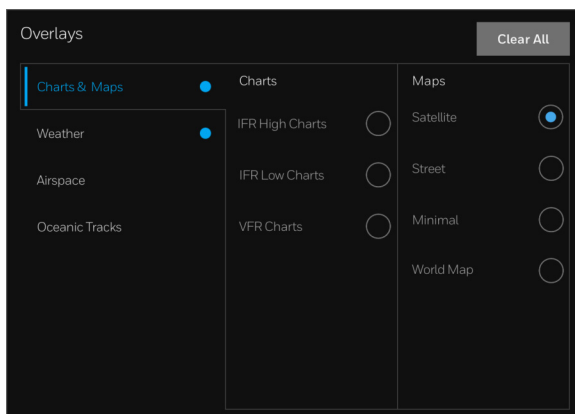 Overlays
Clear All
Charts & Maps
Weather
Airspace
Oceanic Tracks
Charts
IFR High Charts
IFR Low Charts
VFR Charts
Maps
Satellite
Street
Minimal
World Map